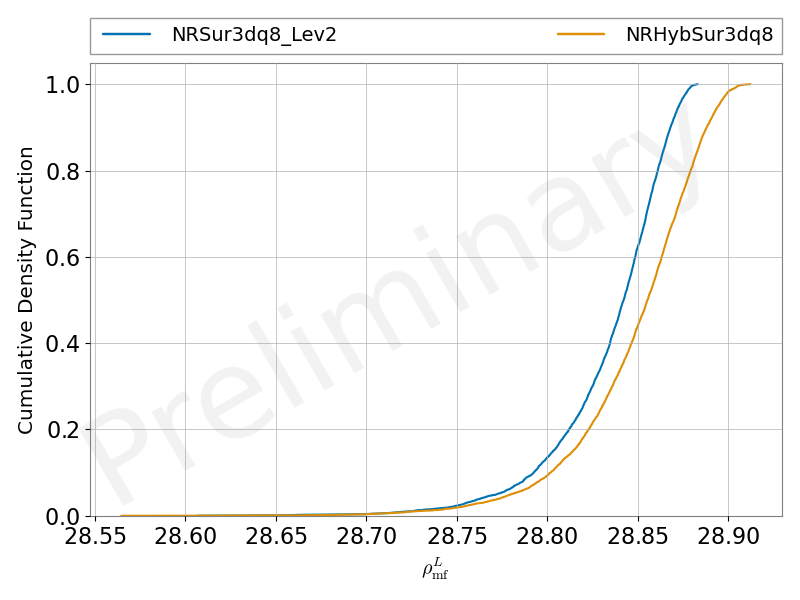 NRSur3dq8_Lev2 NRHybSur3dq8
1.0
0.8
0.6
0.4
0.2
0.0
Cumulative Density Function
Preliminary
28.55 28.60 28.65 28.70 28.75 28.80 28.85 28.90
ρ^L_mf